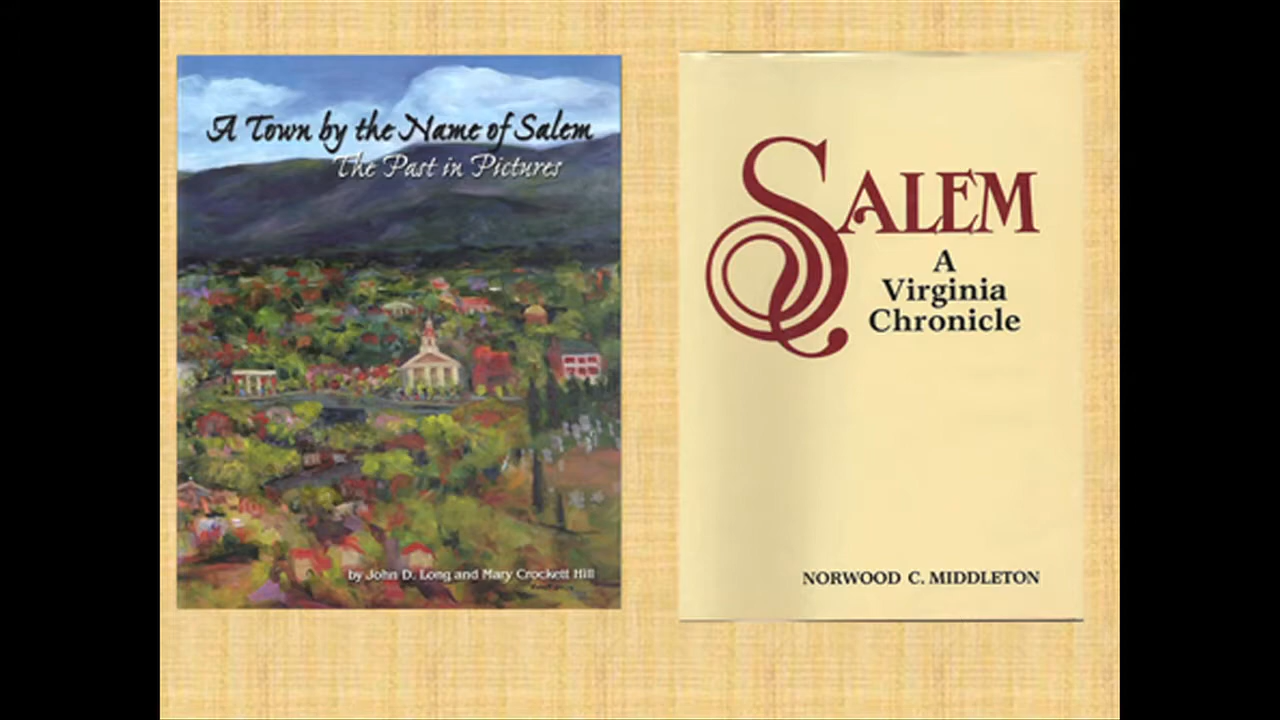 A Town by the Name of Salem
The Past in Pictures
by John D. Long and Mary Crockett Hill
SALEM
A
Virginia
Chronicle
NORWOOD C. MIDDLETON